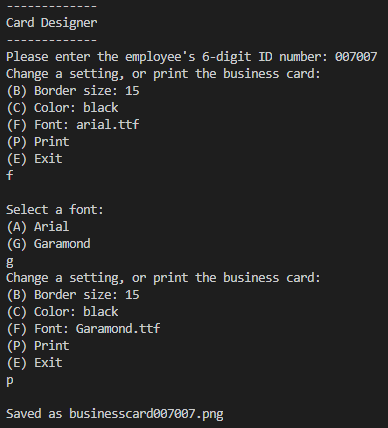 -------------
Card Designer
-------------
Please enter the employee's 6-digit ID number: 007007
Change a setting, or print the business card:
(B) Border size: 15
(C) Color: black
(F) Font: arial.ttf
(P) Print
(E) Exit
f

Select a font:
(A) Arial
(G) Garamond
g
Change a setting, or print the business card:
(B) Border size: 15
(C) Color: black
(F) Font: Garamond.ttf
(P) Print
(E) Exit
p

Saved as businesscard007007.png